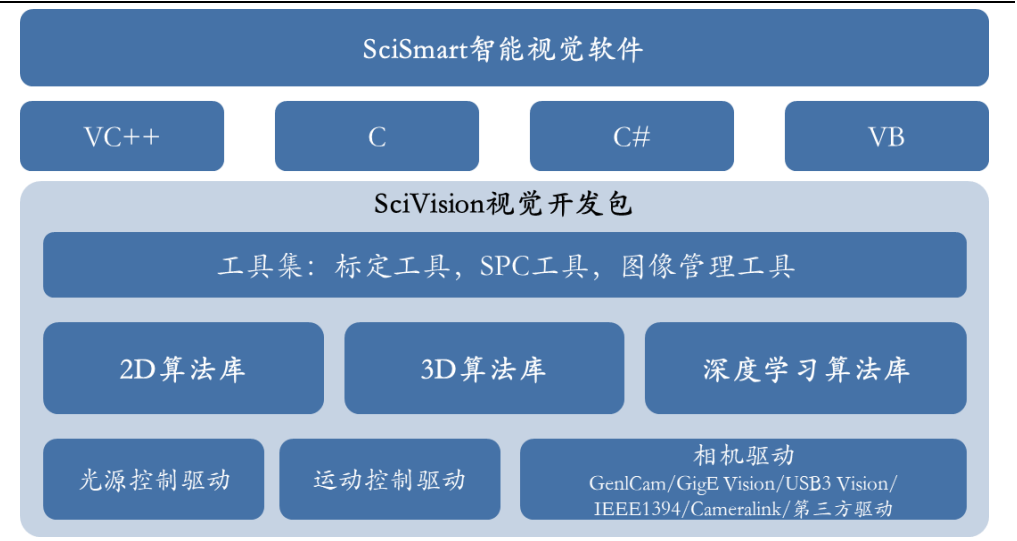 SciSmart智能视觉软件
VC++
C
C#
VB
SciVision视觉开发包
工具集：标定工具，SPC工具，图像管理工具
2D算法库
3D算法库
深度学习算法库
光源控制驱动
运动控制驱动
相机驱动
GenlCam/GigE Vision/USB3 Vision/
IEEE1394/Cameralink/第三方驱动